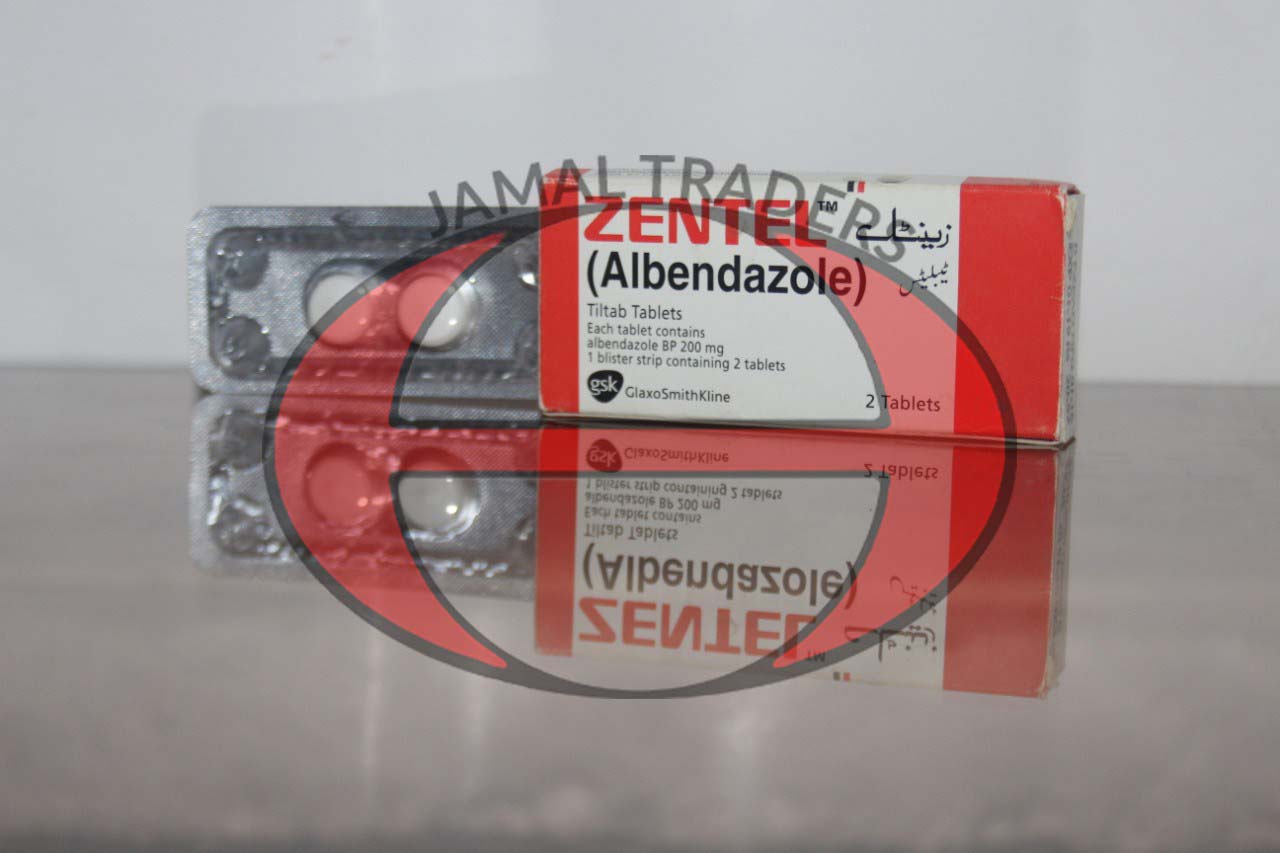 JAMAL TRADERS
ZENTEL™
زینٹل
(Albendazole)
ٹیبلیٹس
Tiltab Tablets
Each tablet contains
albendazole BP 200 mg
1 blister strip containing 2 tablets
gsk GlaxoSmithKline
2 Tablets